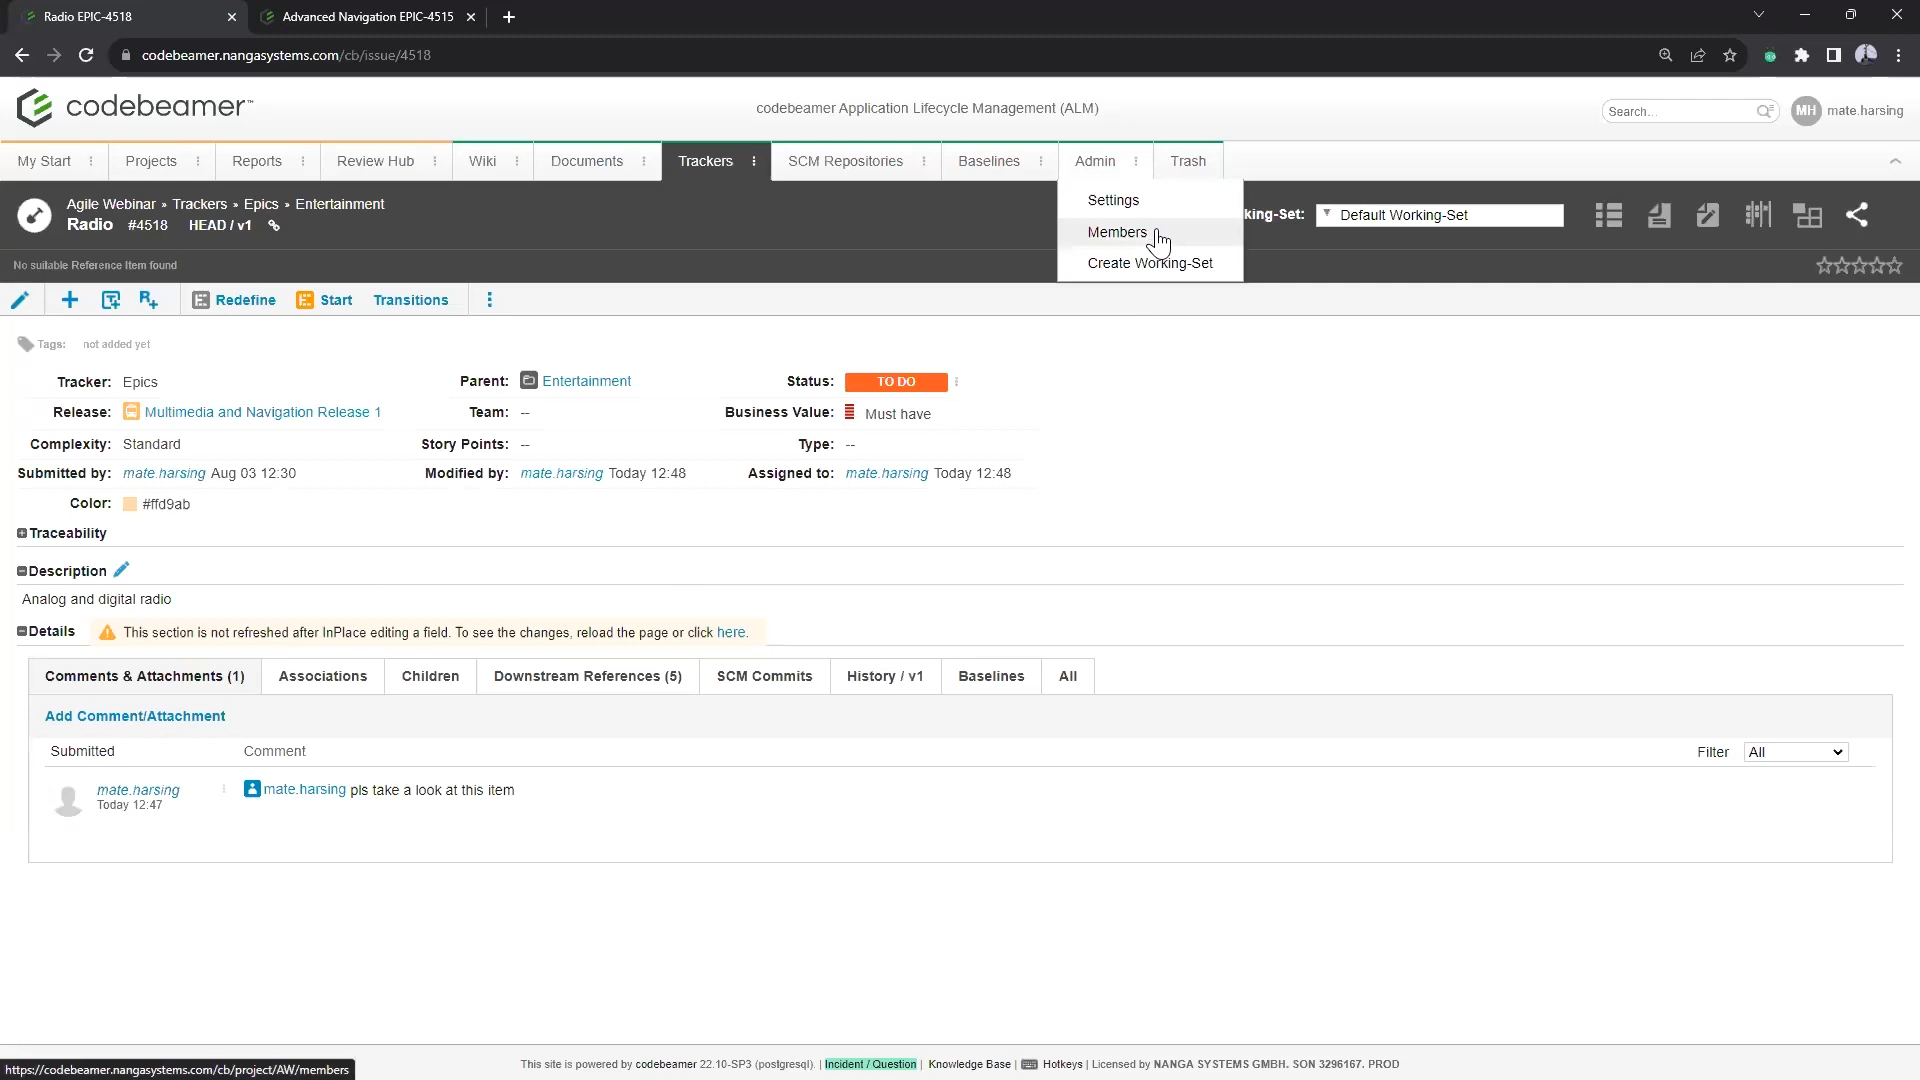 Radio EPIC-4518
Advanced Navigation EPIC-4515
codebeamer.nangasystems.com/cb/issue/4518
codebeamer™
codebeamer Application Lifecycle Management (ALM)
Search...
MH mate.harsing
My Start Projects Reports Review Hub Wiki Documents Trackers SCM Repositories Baselines Admin Trash
Settings
Members
Create Working-Set
Agile Webinar » Trackers » Epics » Entertainment
Radio #4518 HEAD / v1
king-Set: Default Working-Set
No suitable Reference Item found
Redefine Start Transitions
Tags: not added yet
Tracker: Epics Parent: Entertainment Status: TO DO
Release: Multimedia and Navigation Release 1 Team: -- Business Value: Must have
Complexity: Standard Story Points: -- Type: --
Submitted by: mate.harsing Aug 03 12:30 Modified by: mate.harsing Today 12:48 Assigned to: mate.harsing Today 12:48
Color: #ffd9ab
Traceability
Description
Analog and digital radio
Details This section is not refreshed after InPlace editing a field. To see the changes, reload the page or click here.
Comments & Attachments (1) Associations Children Downstream References (5) SCM Commits History / v1 Baselines All
Add Comment/Attachment
Submitted Comment Filter All
mate.harsing mate.harsing pls take a look at this item
Today 12:47
This site is powered by codebeamer 22.10-SP3 (postgresql). | Incident / Question | Knowledge Base | Hotkeys | Licensed by NANGA SYSTEMS GMBH. SON 3296167. PROD
https://codebeamer.nangasystems.com/cb/project/AW/members